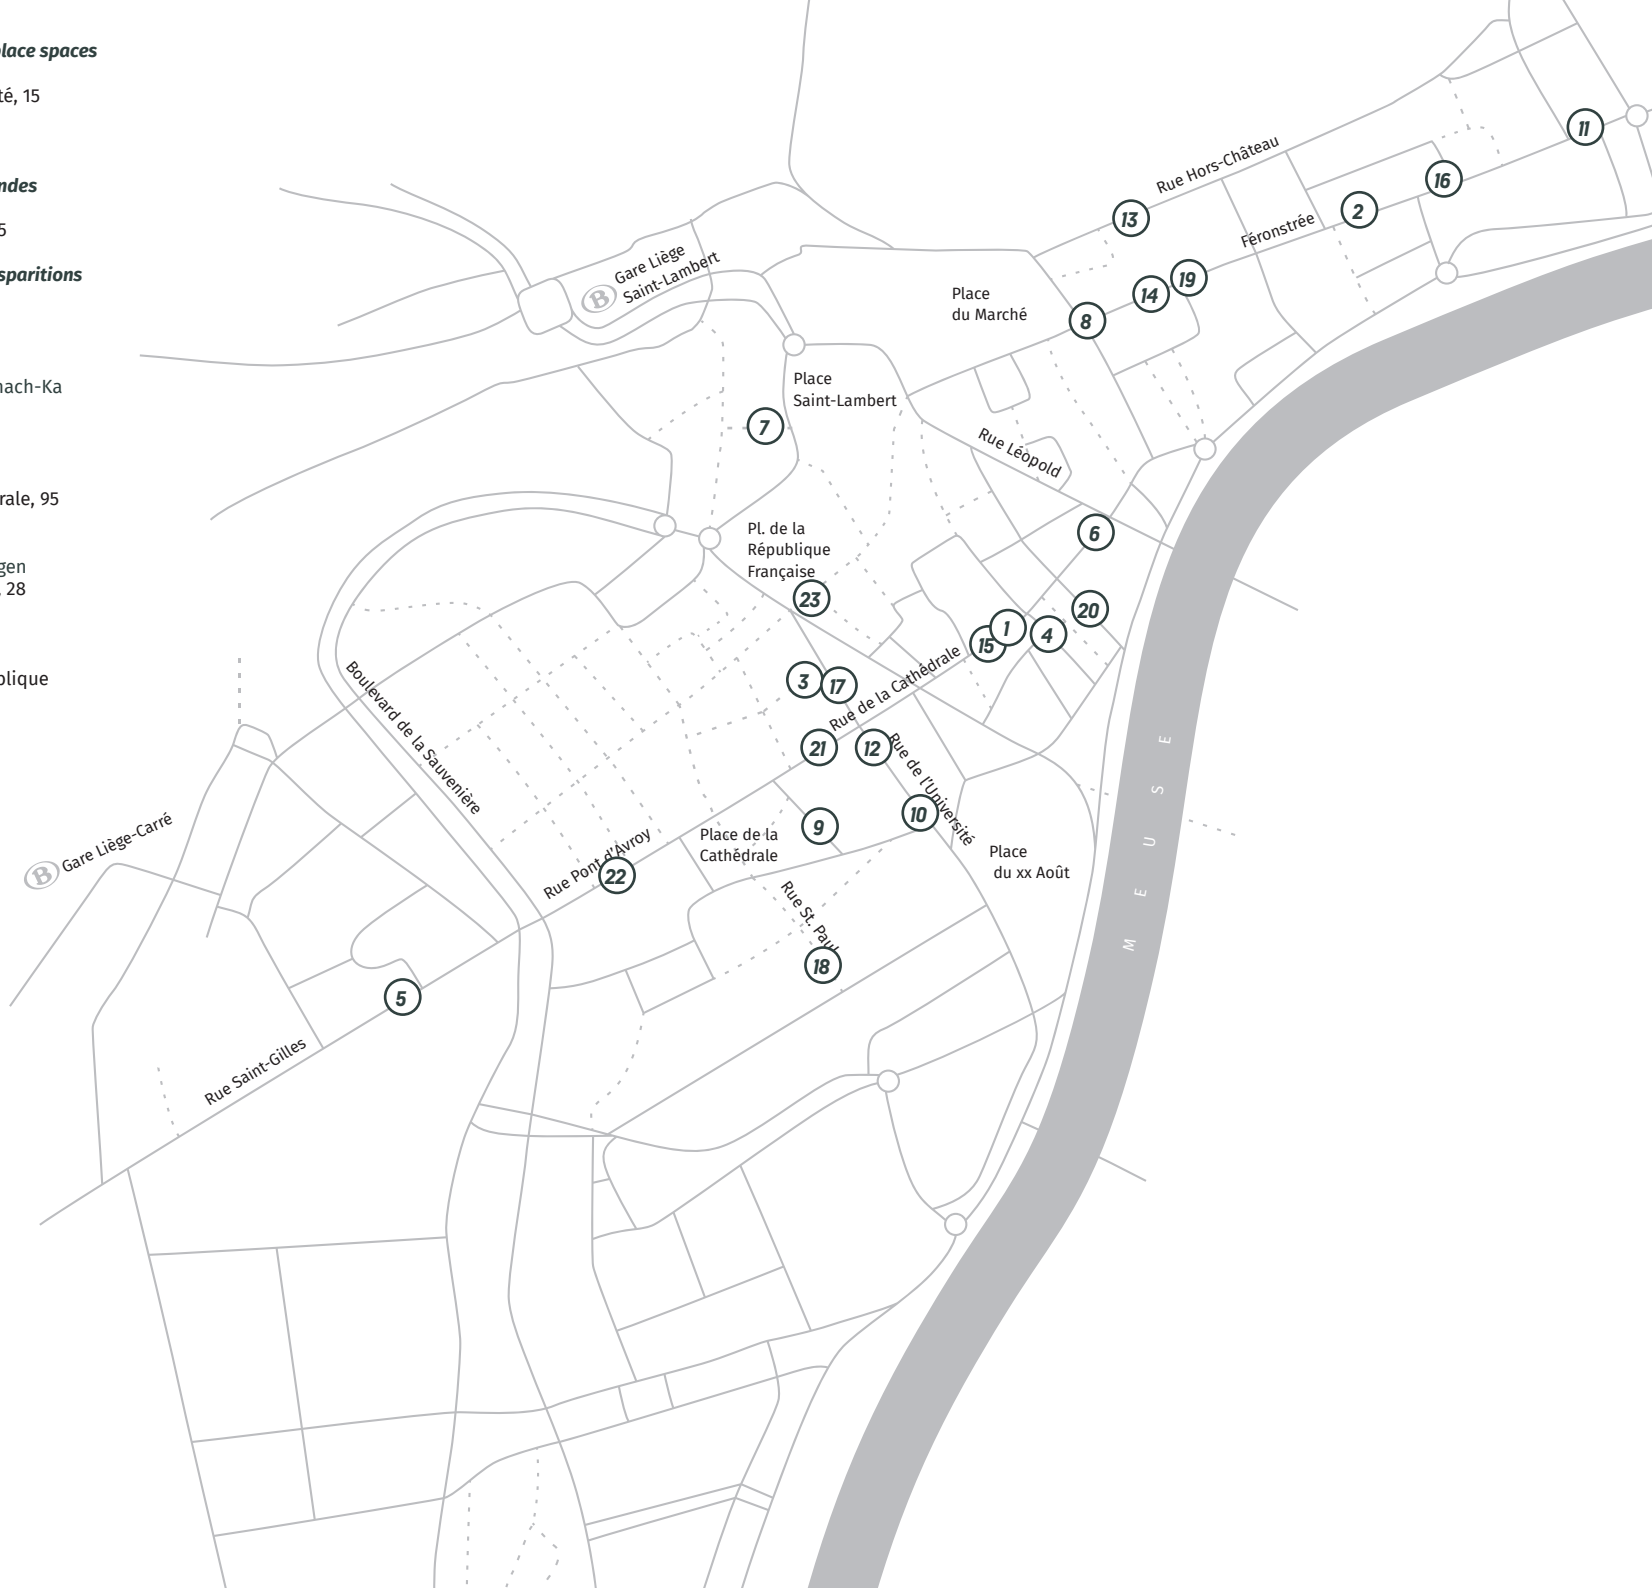 lace spaces
té, 15
ndes
5
sparitions
nach-Ka
rale, 95
gen
, 28
blique
Rue Hors-Château
Féronstrée
11
16
2
13
19
14
8
Gare Liège
Saint-Lambert
B
Place
du Marché
Place
Saint-Lambert
7
Rue Léopold
6
Pl. de la
République
Française
23
20
1
4
15
3
17
Rue de la Cathédrale
21
12
Rue de l'Université
10
9
Boulevard de la Sauvenière
Place de la
Cathédrale
Rue Pont d'Avroy
22
Place
du xx Août
Rue St. Paul
18
Gare Liège-Carré
B
5
Rue Saint-Gilles
MEUSE